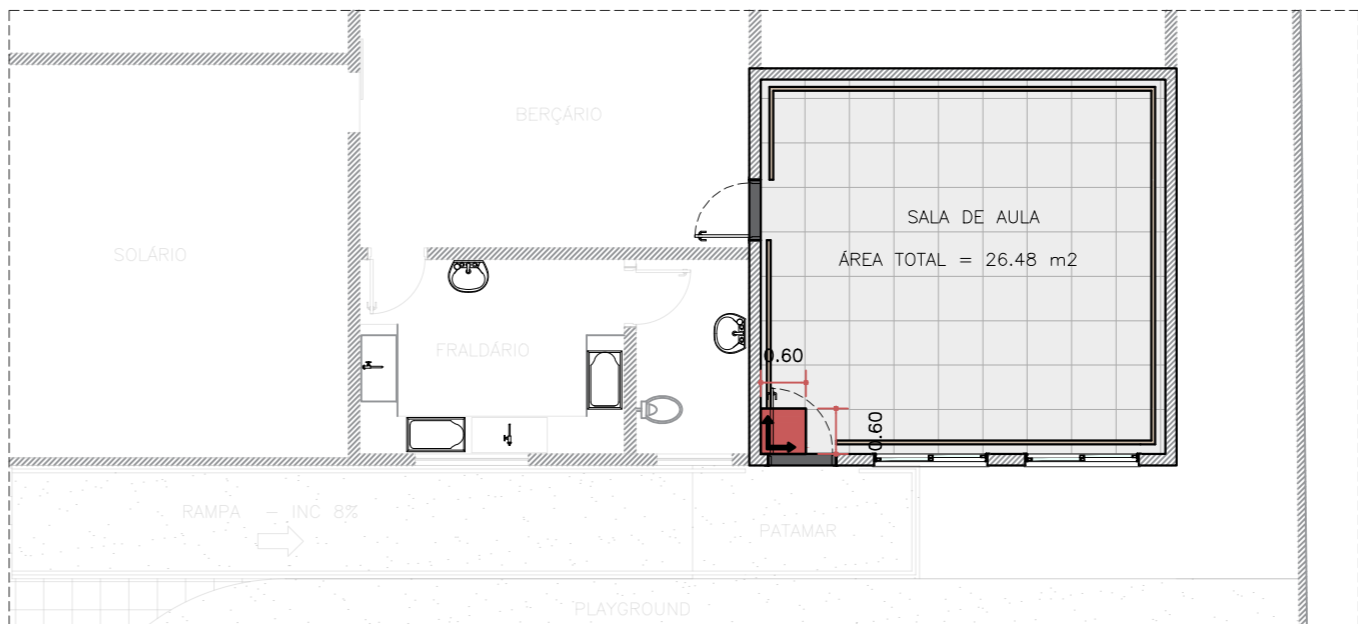 BERÇÁRIO
SALA DE AULA
SOLÁRIO
ÁREA TOTAL = 26.48 m2
FRALDÁRIO
0.60
0.60
RAMPA - INC 8%
PATAMAR
PLAYGROUND